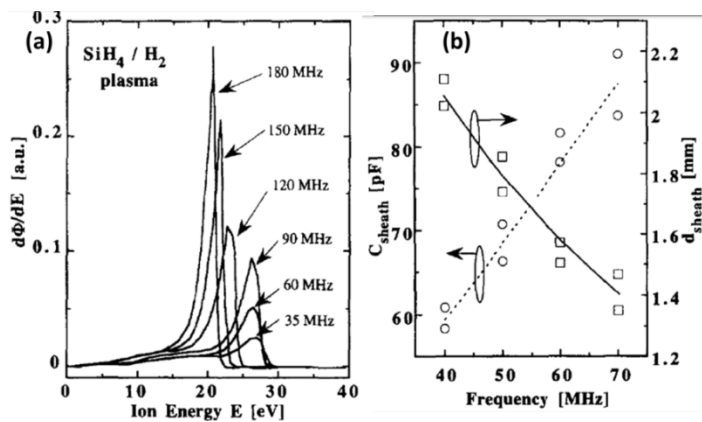 (a)
SiH4 / H2
plasma
180 MHz
150 MHz
120 MHz
90 MHz
60 MHz
35 MHz
dΦ/dE [a.u.]
0.3
0.2
0.1
0
0 10 20 30 40
Ion Energy E [eV]
(b)
Csheath [pF]
90
80
70
60
dsheath [mm]
2.2
2
1.8
1.6
1.4
1.2
40 50 60 70
Frequency [MHz]